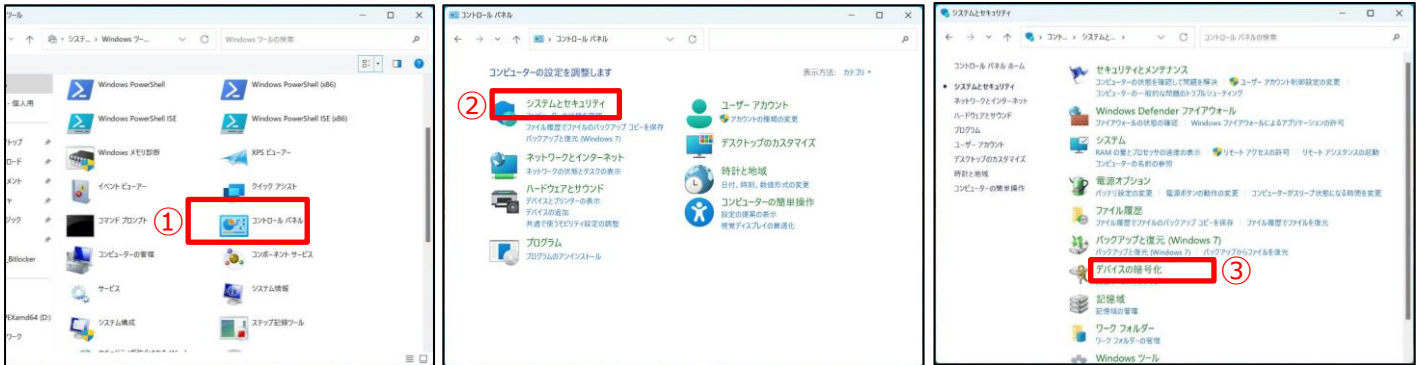 ツール
シス... › Windows ツー...
Windows ツールの検索
Windows PowerShell
Windows PowerShell (x86)
- 個人用
Windows PowerShell ISE
Windows PowerShell ISE (x86)
トップ
Windows メモリ診断
XPS ビューアー
ロード
メント
イベント ビューアー
クイック アシスト
ャ
ジック
コマンド プロンプト
①
コントロール パネル
_Bitlocker
コンピューターの管理
コンポーネント サービス
サービス
システム情報
PEXamd64 (D:)
システム構成
ステップ記録ツール
ワーク
コントロール パネル
› コントロール パネル
コンピューターの設定を調整します
表示方法: カテゴリ
②
システムとセキュリティ
ファイル履歴でファイルのバックアップ コピーを保存
バックアップと復元 (Windows 7)
ネットワークとインターネット
ネットワークの状態とタスクの表示
ハードウェアとサウンド
デバイスとプリンターの表示
デバイスの追加
共通で使うモビリティ設定の調整
プログラム
プログラムのアンインストール
ユーザー アカウント
アカウントの種類の変更
デスクトップのカスタマイズ
時計と地域
日付、時刻、数値形式の変更
コンピューターの簡単操作
設定の提案の表示
視覚ディスプレイの最適化
システムとセキュリティ
› コント... › システムと... ›
コントロール パネルの検索
コントロール パネル ホーム
システムとセキュリティ
ネットワークとインターネット
ハードウェアとサウンド
プログラム
ユーザー アカウント
デスクトップのカスタマイズ
時計と地域
コンピューターの簡単操作
セキュリティとメンテナンス
コンピューターの状態を確認して問題を解決 ユーザー アカウント制御設定の変更
コンピューターの一般的な問題のトラブルシューティング
Windows Defender ファイアウォール
ファイアウォールの状態の確認 Windows ファイアウォールによるアプリケーションの許可
システム
RAM の量とプロセッサの速度の表示 リモート アクセスの許可 リモート アシスタンスの起動
コンピューターの名前の参照
電源オプション
バッテリ設定の変更 電源ボタンの動作の変更 コンピューターがスリープ状態になる時間を変更
ファイル履歴
ファイル履歴でファイルのバックアップ コピーを保存 ファイル履歴でファイルを復元
バックアップと復元 (Windows 7)
バックアップと復元 (Windows 7) バックアップからファイルを復元
デバイスの暗号化
③
記憶域
記憶域の管理
ワーク フォルダー
ワーク フォルダーの管理
Windows ツール